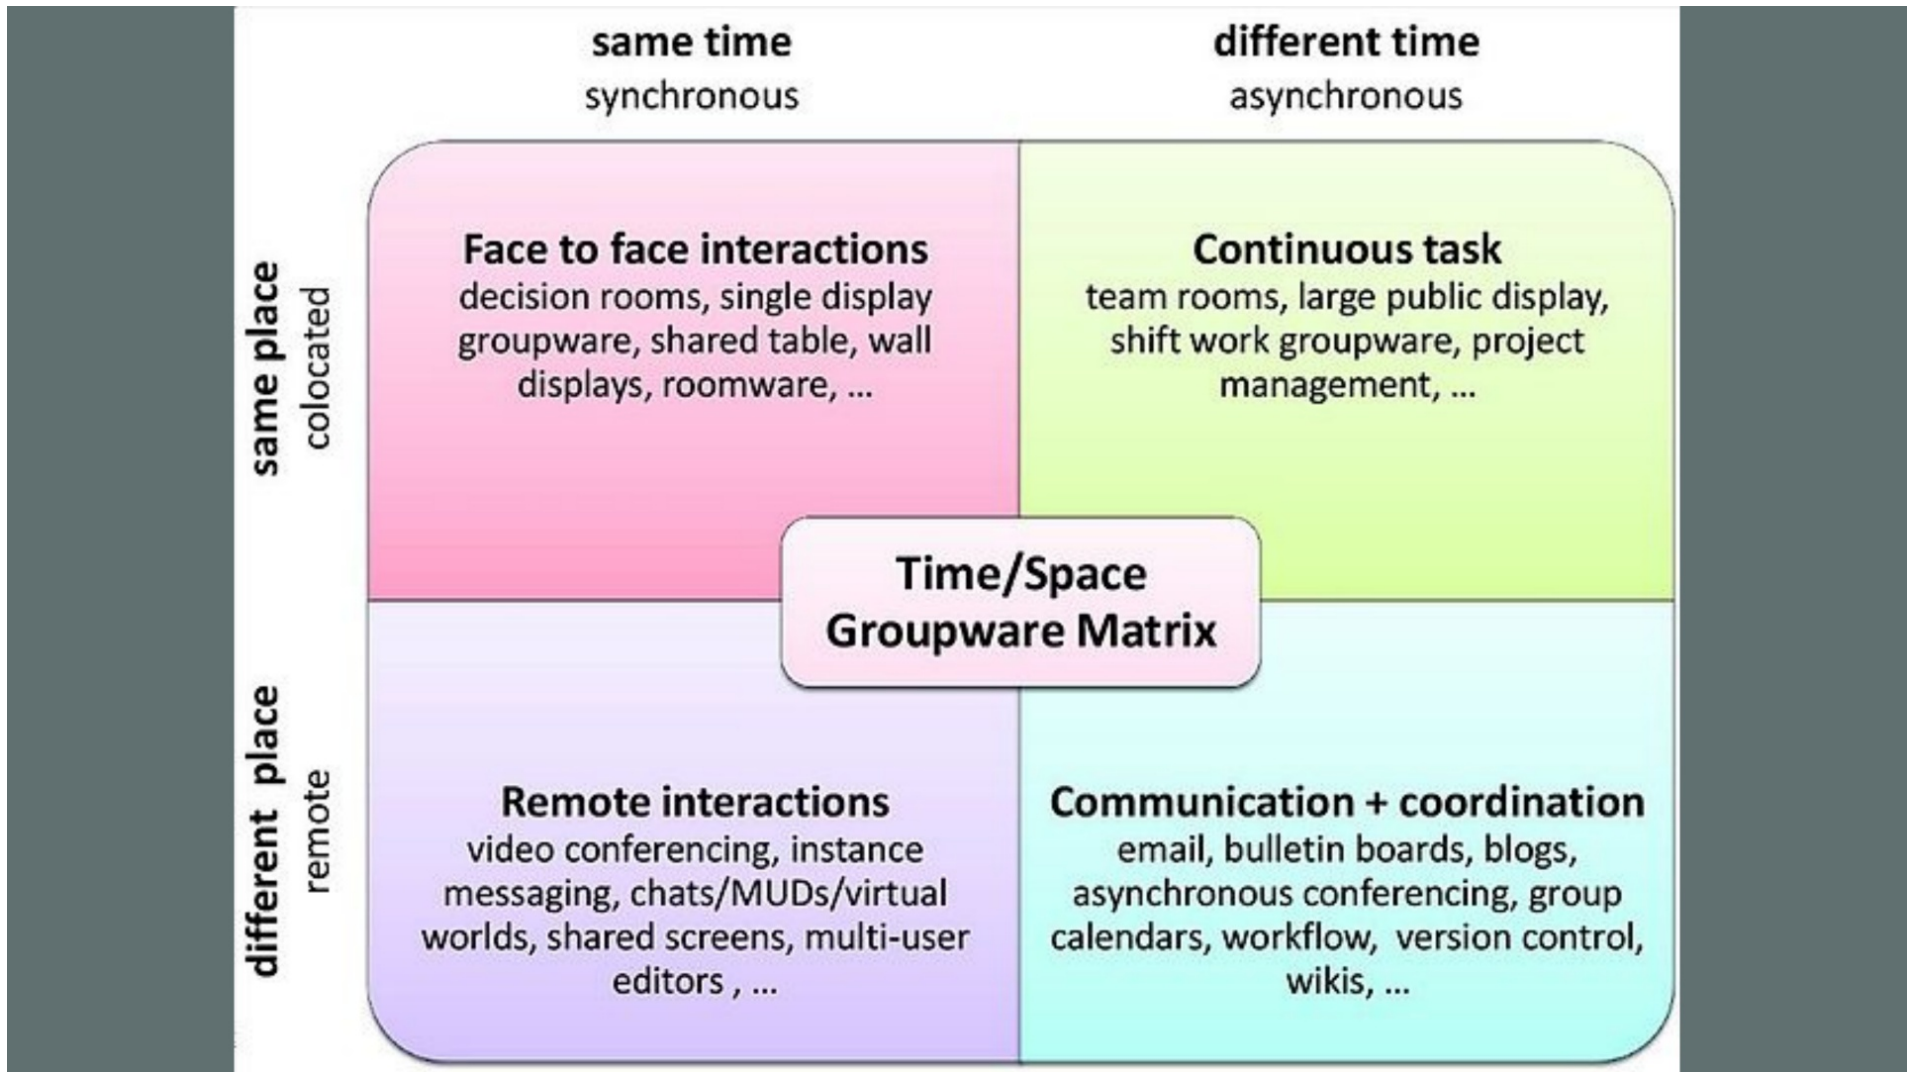 same time
synchronous
different time
asynchronous
same place
colocated
Face to face interactions
decision rooms, single display
groupware, shared table, wall
displays, roomware, ...
Continuous task
team rooms, large public display,
shift work groupware, project
management, ...
Time/Space
Groupware Matrix
different place
remote
Remote interactions
video conferencing, instance
messaging, chats/MUDs/virtual
worlds, shared screens, multi-user
editors , ...
Communication + coordination
email, bulletin boards, blogs,
asynchronous conferencing, group
calendars, workflow, version control,
wikis, ...